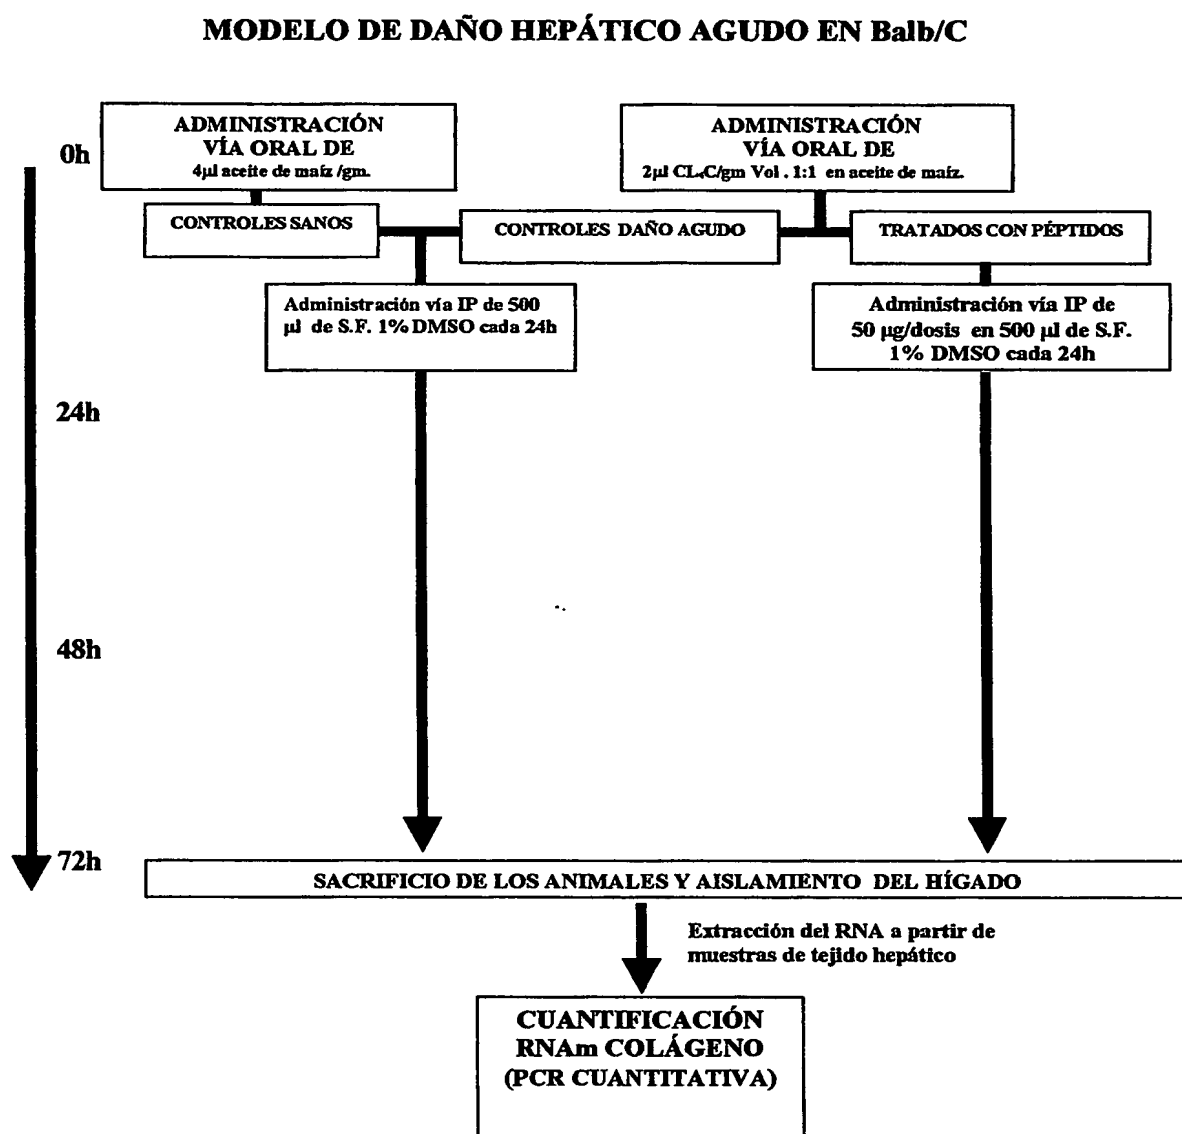 MODELO DE DAÑO HEPÁTICO AGUDO EN Balb/C
0h
ADMINISTRACIÓN
VÍA ORAL DE
4µl aceite de maíz /gm.
ADMINISTRACIÓN
VÍA ORAL DE
2µl CL₄C/gm Vol . 1:1 en aceite de maíz.
CONTROLES SANOS
CONTROLES DAÑO AGUDO
TRATADOS CON PÉPTIDOS
Administración vía IP de 500
µl de S.F. 1% DMSO cada 24h
Administración vía IP de
50 µg/dosis en 500 µl de S.F.
1% DMSO cada 24h
24h
48h
72h
SACRIFICIO DE LOS ANIMALES Y AISLAMIENTO DEL HÍGADO
Extracción del RNA a partir de
muestras de tejido hepático
CUANTIFICACIÓN
RNAm COLÁGENO
(PCR CUANTITATIVA)